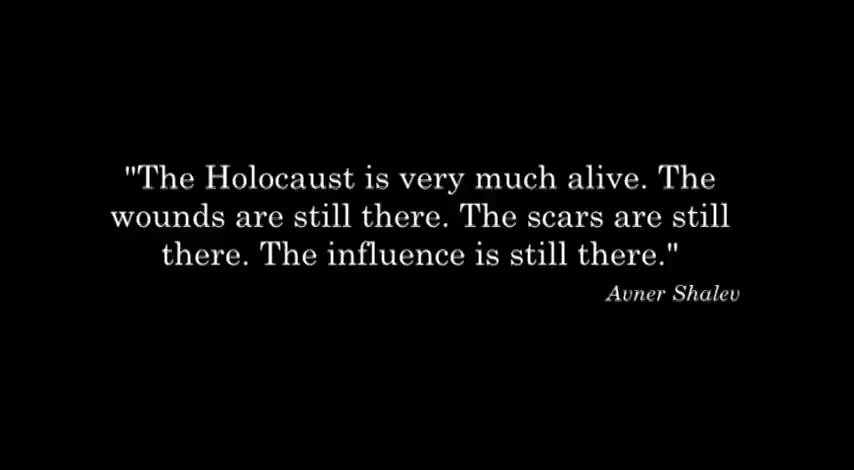 "The Holocaust is very much alive. The
wounds are still there. The scars are still
there. The influence is still there."
Avner Shalev